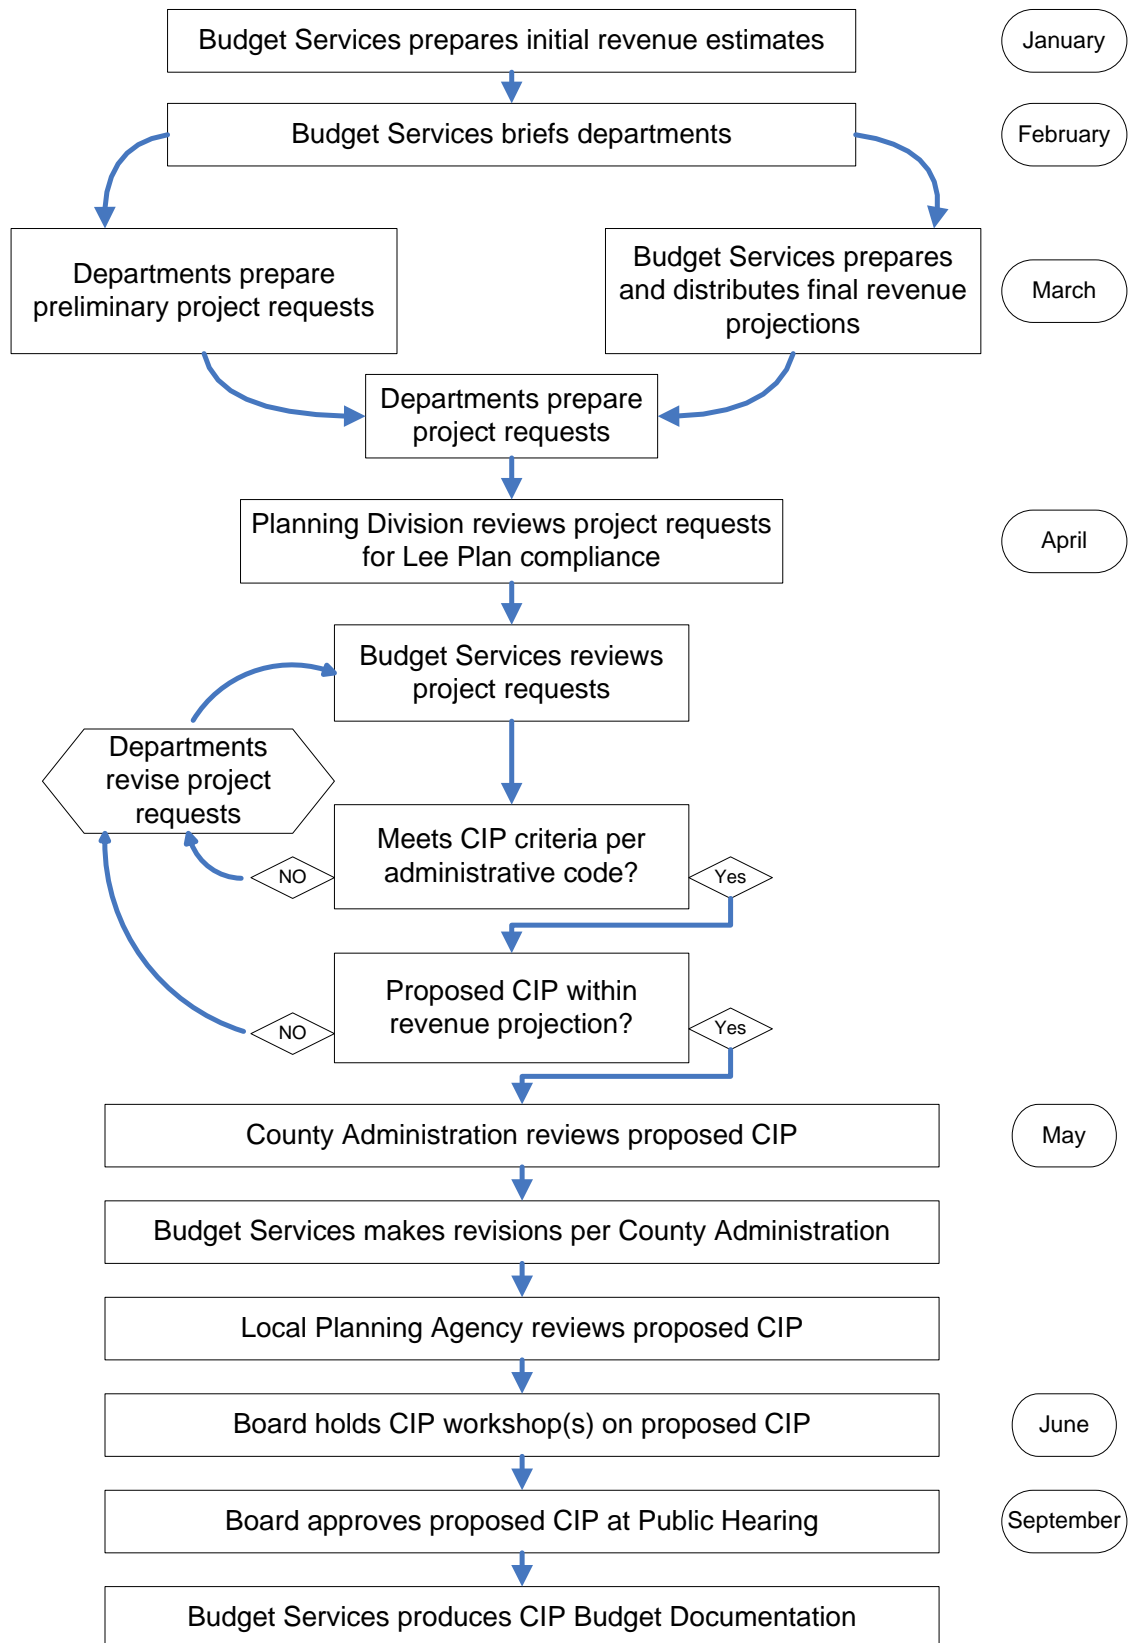 Budget Services prepares initial revenue estimates
January
Budget Services briefs departments
February
Departments prepare
preliminary project requests
Budget Services prepares
and distributes final revenue
projections
March
Departments prepare
project requests
Planning Division reviews project requests
for Lee Plan compliance
April
Budget Services reviews
project requests
Departments
revise project
requests
Meets CIP criteria per
administrative code?
NO
Yes
Proposed CIP within
revenue projection?
NO
Yes
County Administration reviews proposed CIP
May
Budget Services makes revisions per County Administration
Local Planning Agency reviews proposed CIP
Board holds CIP workshop(s) on proposed CIP
June
Board approves proposed CIP at Public Hearing
September
Budget Services produces CIP Budget Documentation